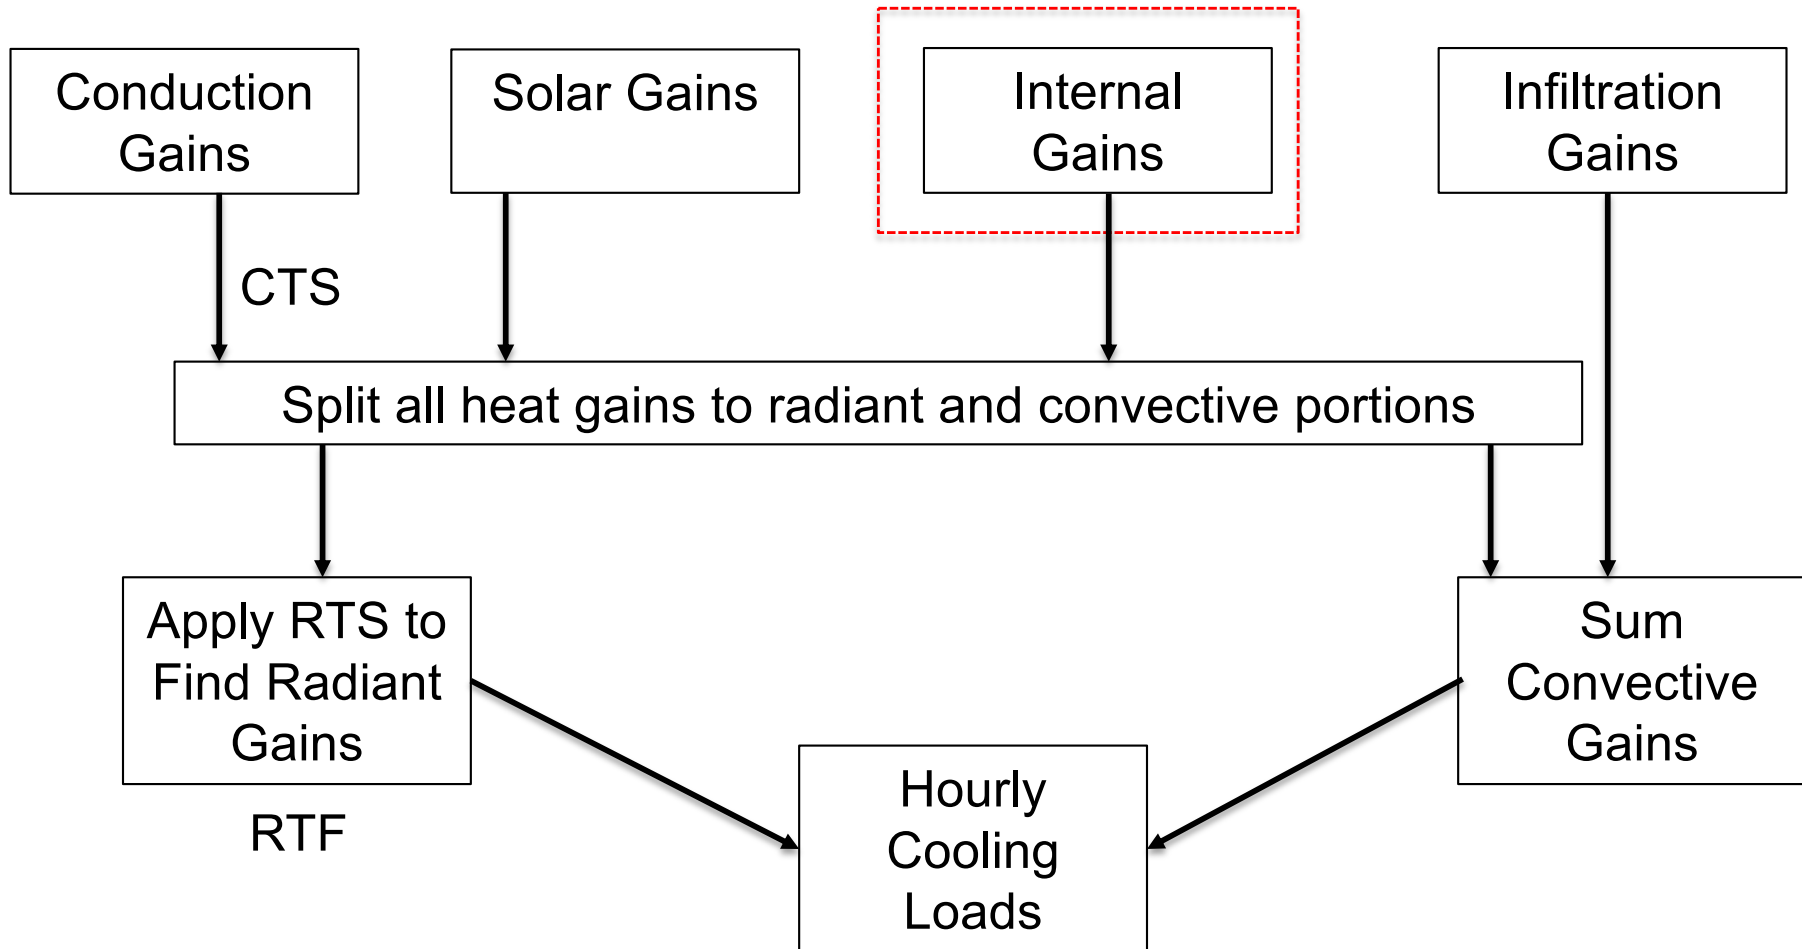 Conduction
Gains
Solar Gains
Internal
Gains
Infiltration
Gains
CTS
Split all heat gains to radiant and convective portions
Apply RTS to
Find Radiant
Gains
RTF
Sum
Convective
Gains
Hourly
Cooling
Loads